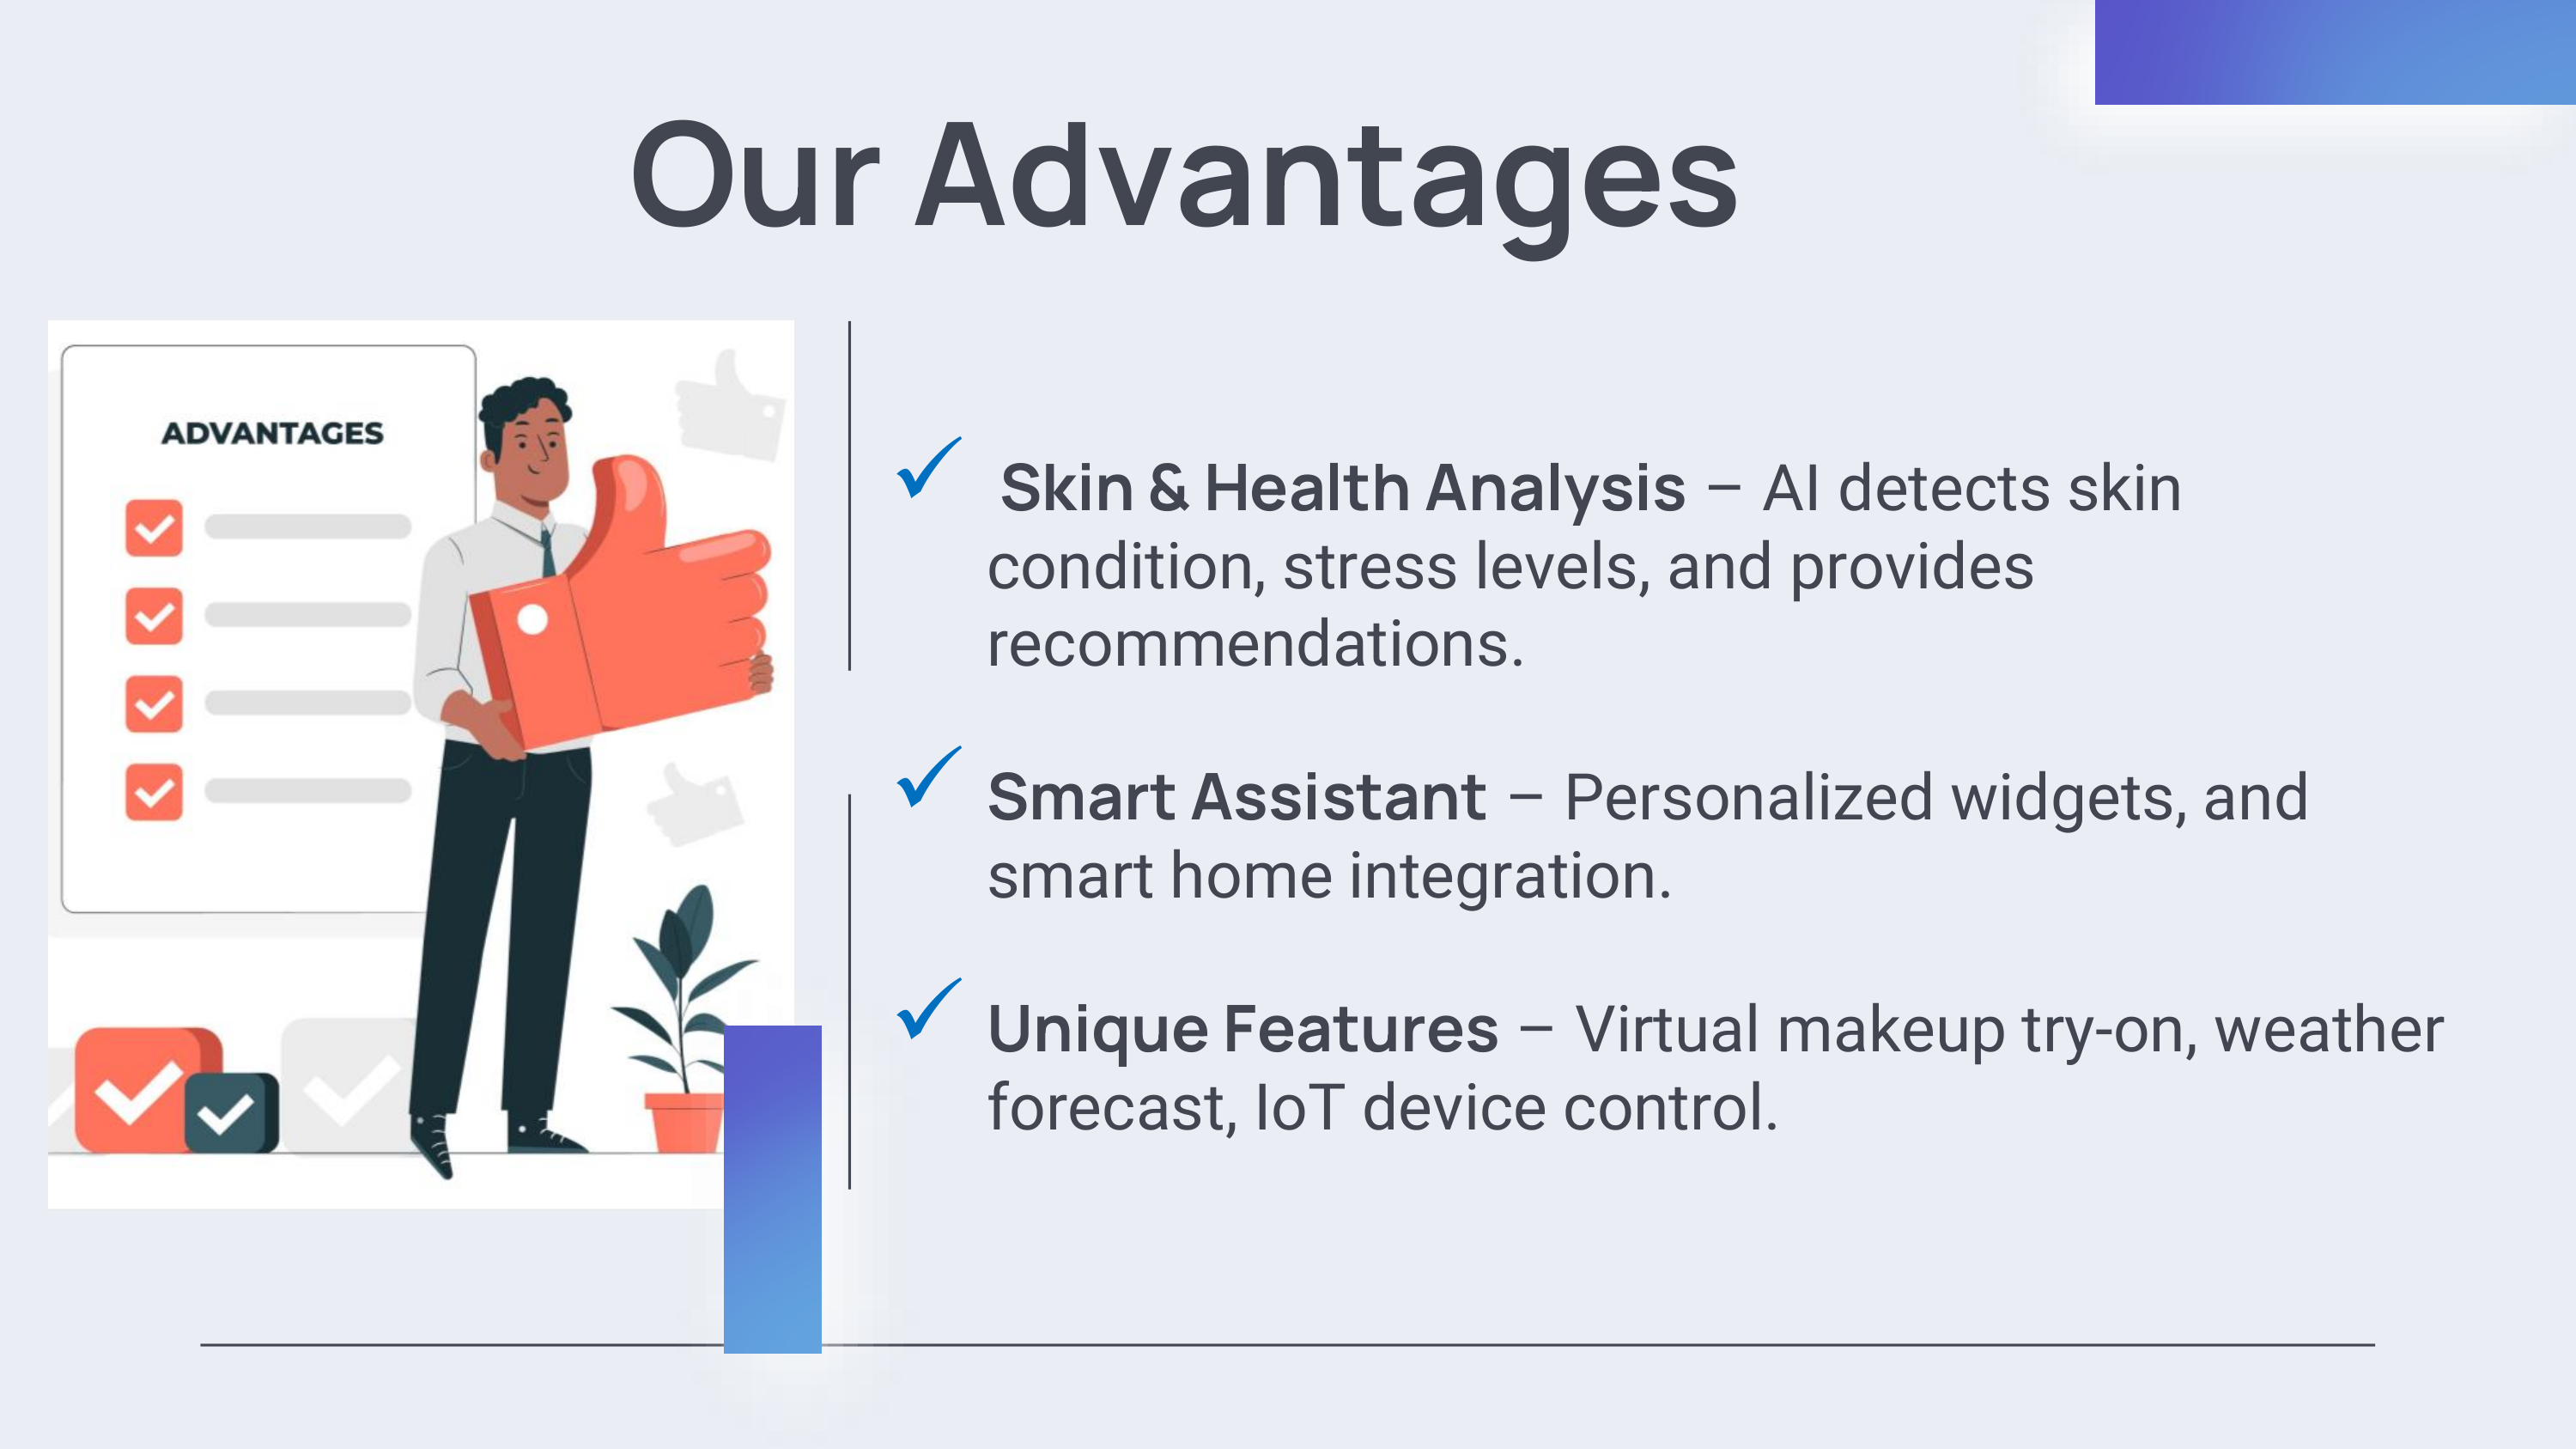 Our Advantages
ADVANTAGES
Skin & Health Analysis – AI detects skin
condition, stress levels, and provides
recommendations.
Smart Assistant – Personalized widgets, and
smart home integration.
Unique Features – Virtual makeup try-on, weather
forecast, IoT device control.